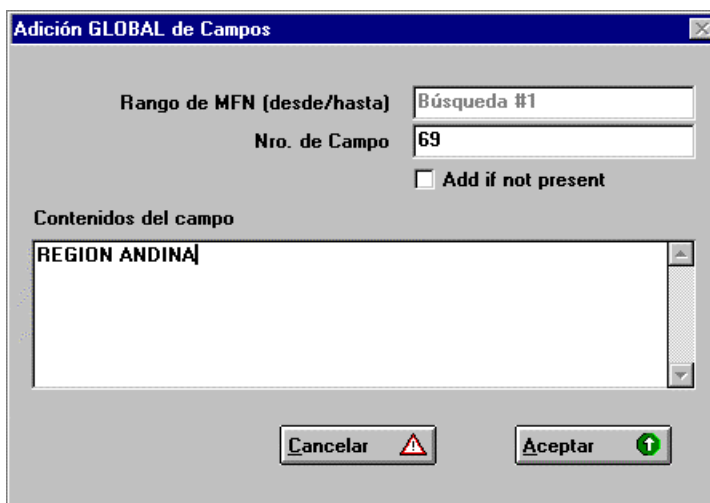 Adición GLOBAL de Campos
Rango de MFN (desde/hasta) Búsqueda #1
Nro. de Campo 69
Add if not present
Contenidos del campo
REGION ANDINA
Cancelar Aceptar